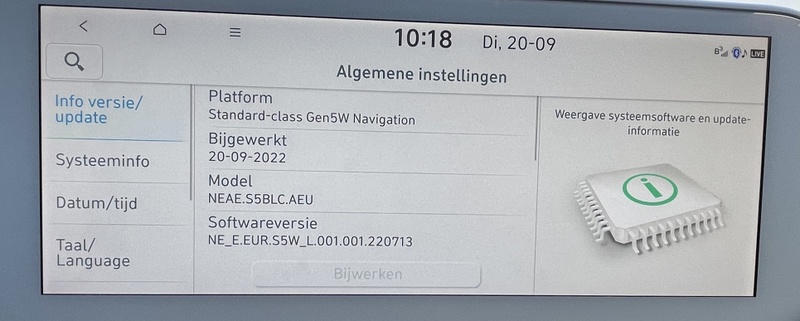 10:18 Di, 20-09
LIVE
Algemene instellingen
Info versie/
update
Systeeminfo
Datum/tijd
Taal/
Language
Platform
Standard-class Gen5W Navigation
Bijgewerkt
20-09-2022
Model
NEAE.S5BLC.AEU
Softwareversie
NE_E.EUR.S5W_L.001.001.220713
Bijwerken
Weergave systeemsoftware en update-
informatie